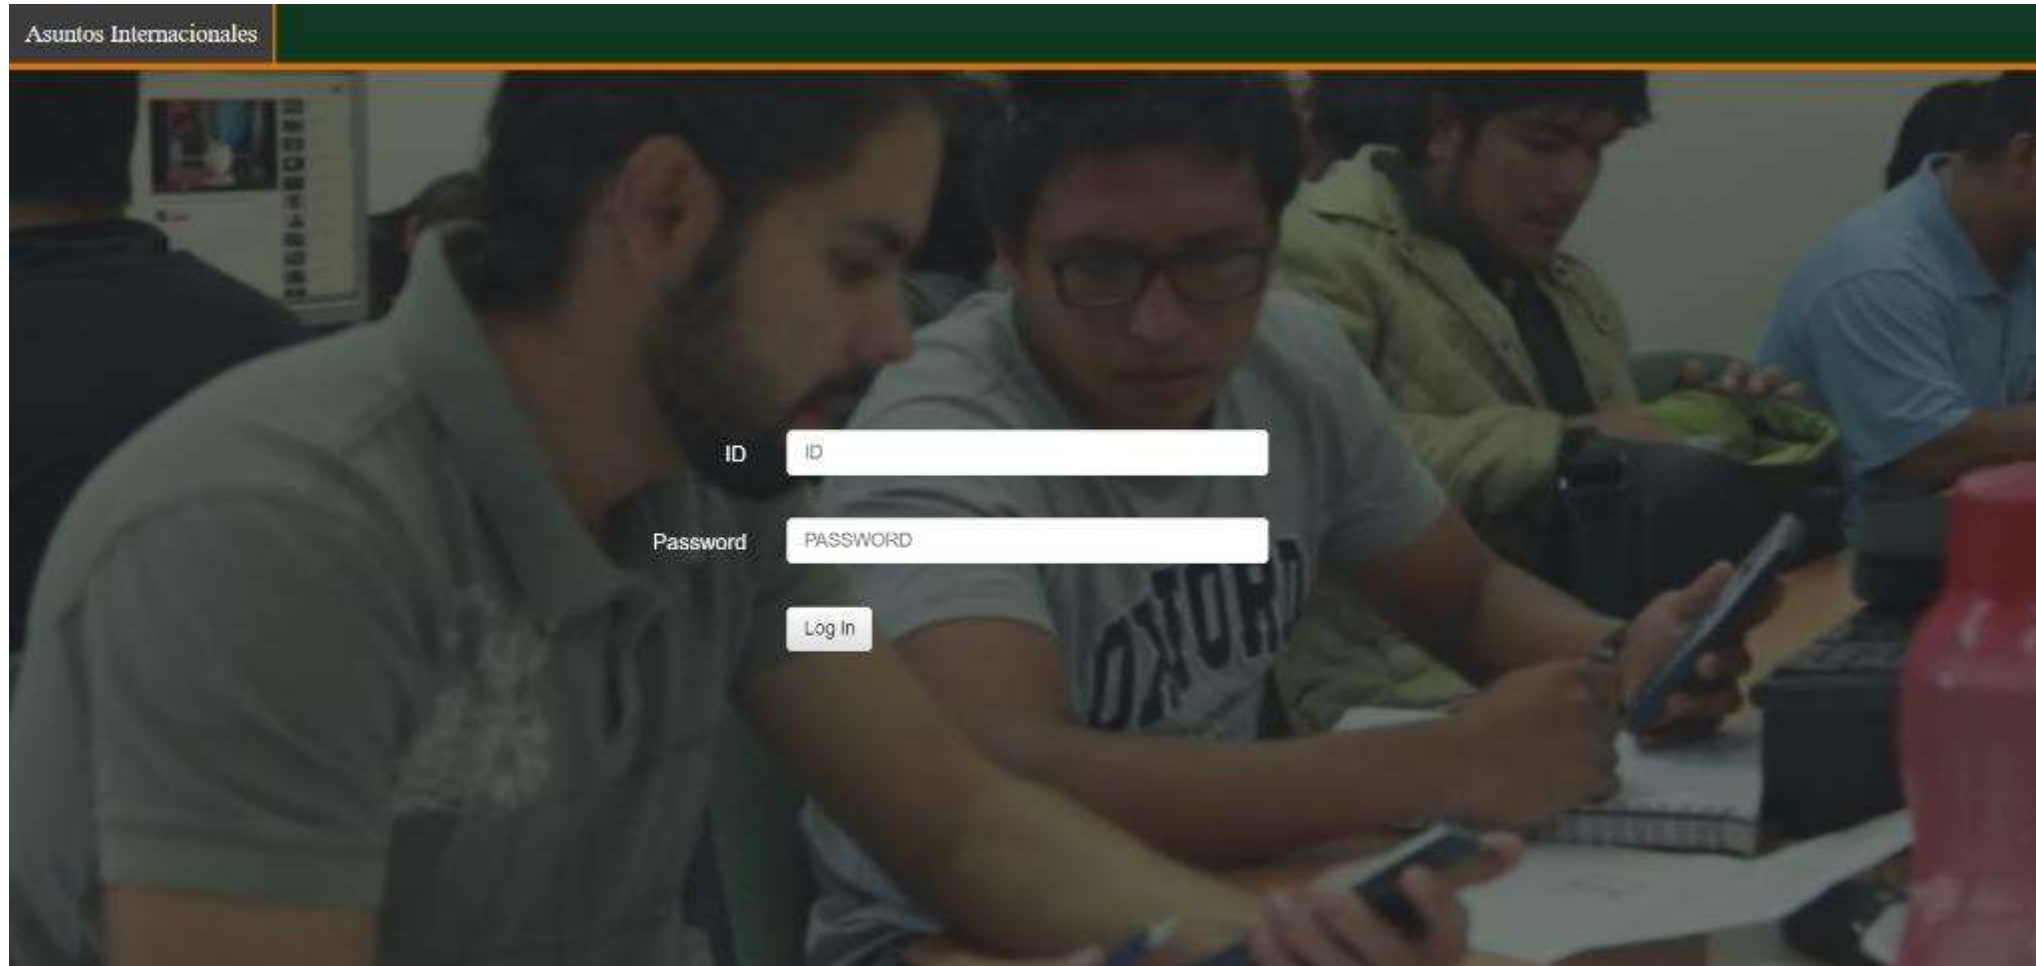 Asuntos Internacionales
ID
ID
Password
PASSWORD
Log In
OXFORD